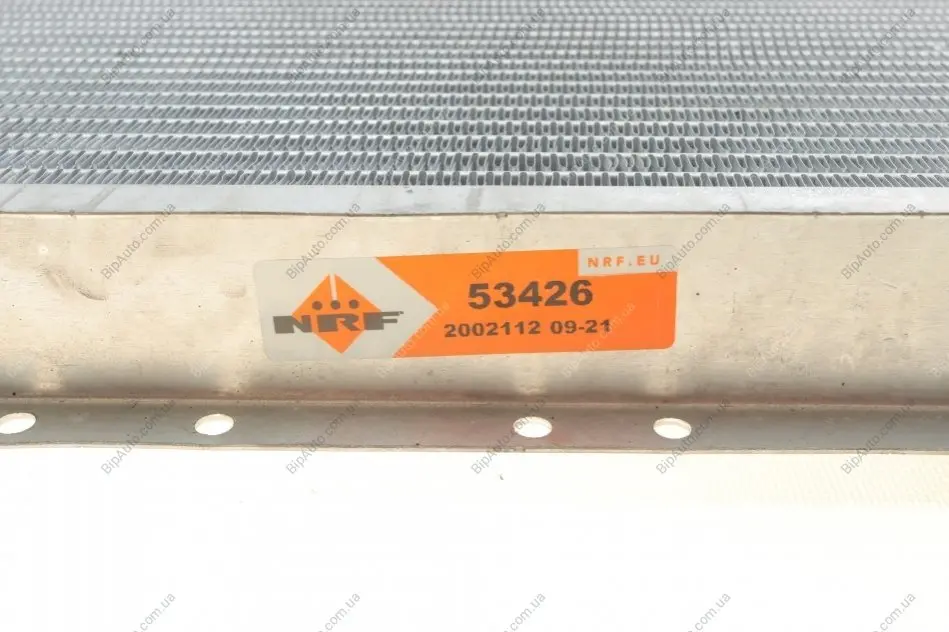 NRF.EU
NRF
53426
2002112 09-21
BipAuto.com.ua